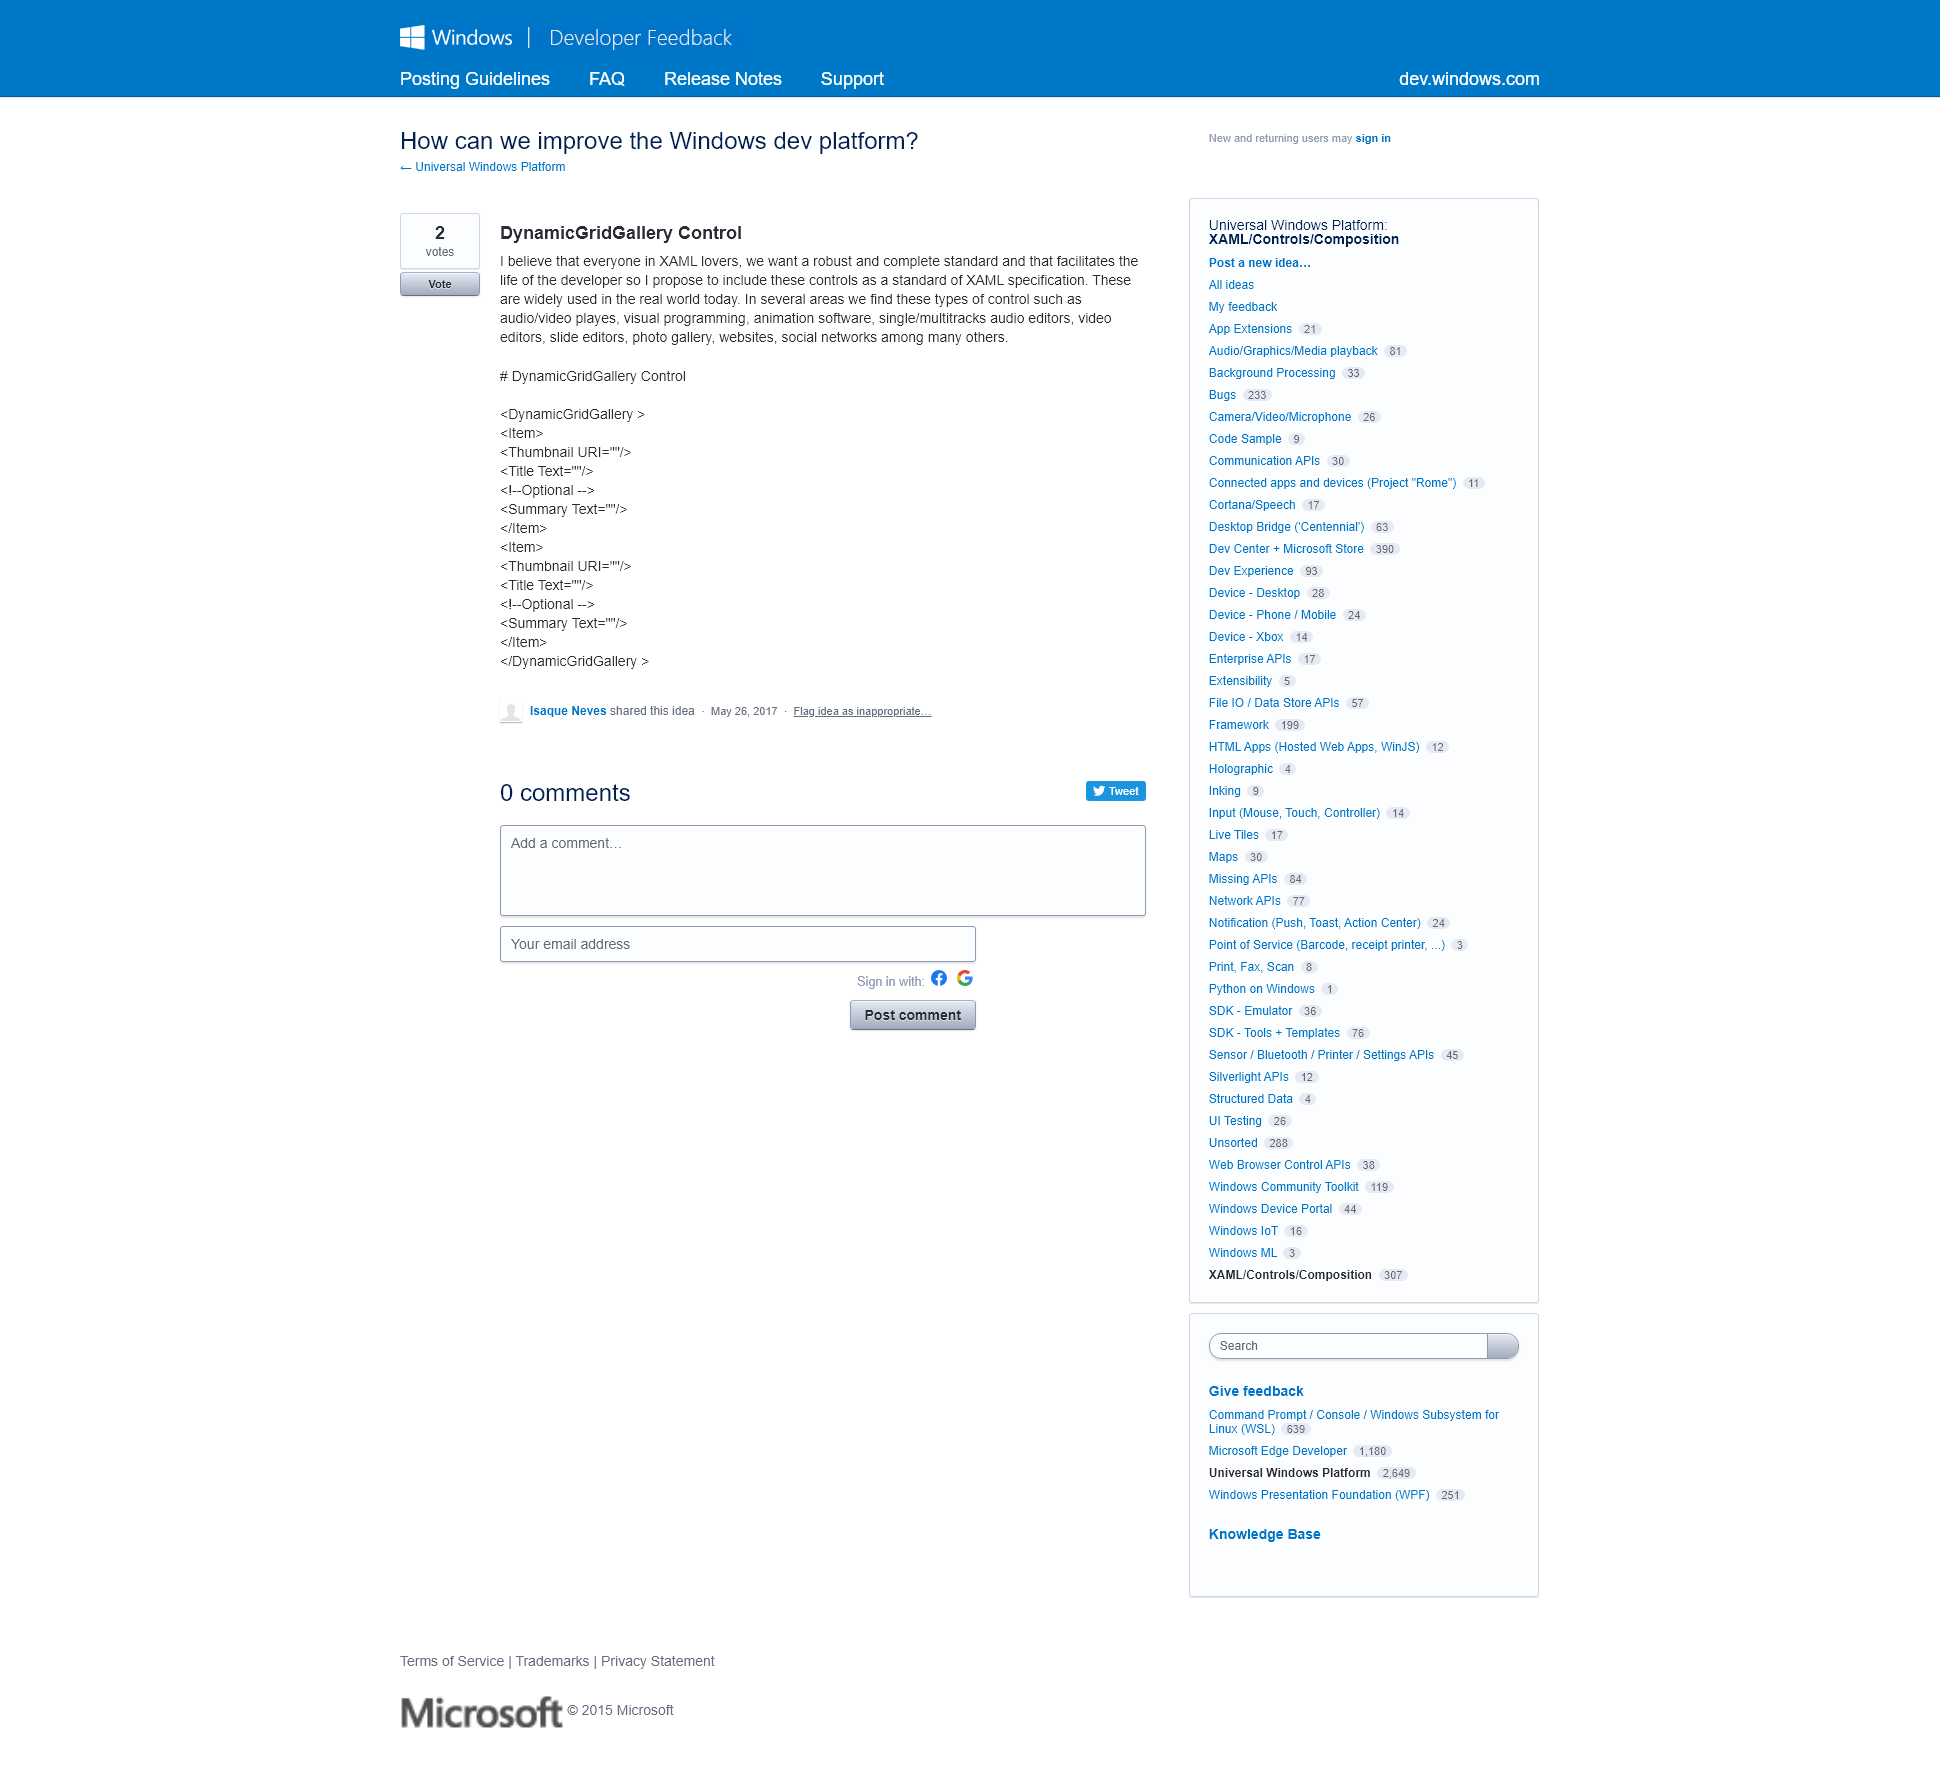 Windows | Developer Feedback
Posting Guidelines FAQ Release Notes Support dev.windows.com
How can we improve the Windows dev platform?
← Universal Windows Platform
New and returning users may sign in
2
votes
Vote
DynamicGridGallery Control
I believe that everyone in XAML lovers, we want a robust and complete standard and that facilitates the
life of the developer so I propose to include these controls as a standard of XAML specification. These
are widely used in the real world today. In several areas we find these types of control such as
audio/video playes, visual programming, animation software, single/multitracks audio editors, video
editors, slide editors, photo gallery, websites, social networks among many others.
# DynamicGridGallery Control
<DynamicGridGallery >
<Item>
<Thumbnail URI=""/>
<Title Text=""/>
<!--Optional -->
<Summary Text=""/>
</Item>
<Item>
<Thumbnail URI=""/>
<Title Text=""/>
<!--Optional -->
<Summary Text=""/>
</Item>
</DynamicGridGallery >
Isaque Neves shared this idea · May 26, 2017 · Flag idea as inappropriate…
0 comments
Tweet
Add a comment…
Your email address
Sign in with:
Post comment
Universal Windows Platform:
XAML/Controls/Composition
Post a new idea…
All ideas
My feedback
App Extensions 21
Audio/Graphics/Media playback 81
Background Processing 33
Bugs 233
Camera/Video/Microphone 26
Code Sample 9
Communication APIs 30
Connected apps and devices (Project "Rome") 11
Cortana/Speech 17
Desktop Bridge ('Centennial') 63
Dev Center + Microsoft Store 390
Dev Experience 93
Device - Desktop 28
Device - Phone / Mobile 24
Device - Xbox 14
Enterprise APIs 17
Extensibility 5
File IO / Data Store APIs 57
Framework 199
HTML Apps (Hosted Web Apps, WinJS) 12
Holographic 4
Inking 9
Input (Mouse, Touch, Controller) 14
Live Tiles 17
Maps 30
Missing APIs 84
Network APIs 77
Notification (Push, Toast, Action Center) 24
Point of Service (Barcode, receipt printer, ...) 3
Print, Fax, Scan 8
Python on Windows 1
SDK - Emulator 36
SDK - Tools + Templates 76
Sensor / Bluetooth / Printer / Settings APIs 45
Silverlight APIs 12
Structured Data 4
UI Testing 26
Unsorted 288
Web Browser Control APIs 38
Windows Community Toolkit 119
Windows Device Portal 44
Windows IoT 16
Windows ML 3
XAML/Controls/Composition 307
Search
Give feedback
Command Prompt / Console / Windows Subsystem for
Linux (WSL) 639
Microsoft Edge Developer 1,180
Universal Windows Platform 2,649
Windows Presentation Foundation (WPF) 251
Knowledge Base
Terms of Service | Trademarks | Privacy Statement
Microsoft © 2015 Microsoft